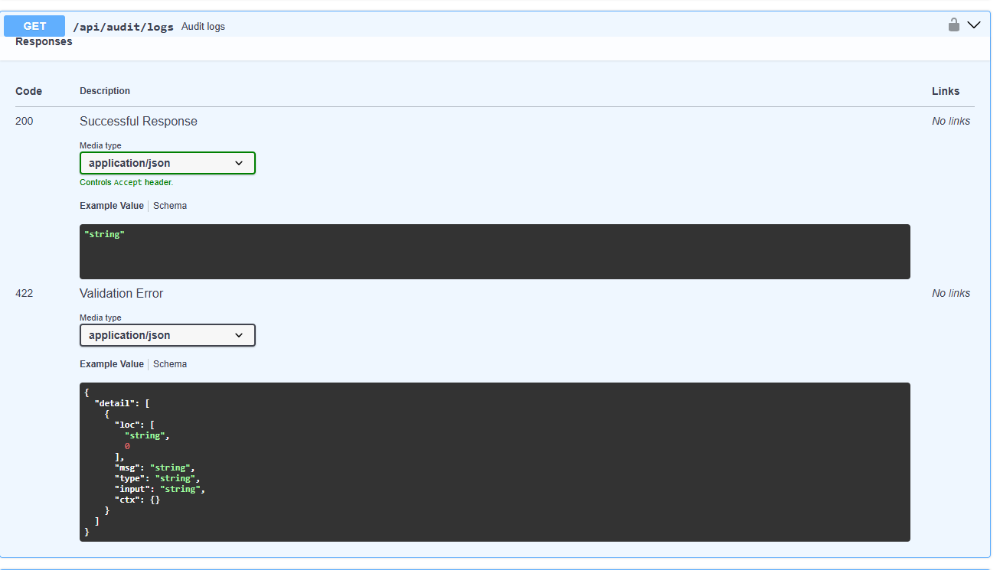 GET /api/audit/logs Audit logs
Responses
Code Description Links
200 Successful Response No links
Media type
application/json
Controls Accept header.
Example Value Schema
"string"
422 Validation Error No links
Media type
application/json
Example Value Schema
{
  "detail": [
    {
      "loc": [
        "string",
        0
      ],
      "msg": "string",
      "type": "string",
      "input": "string",
      "ctx": {}
    }
  ]
}